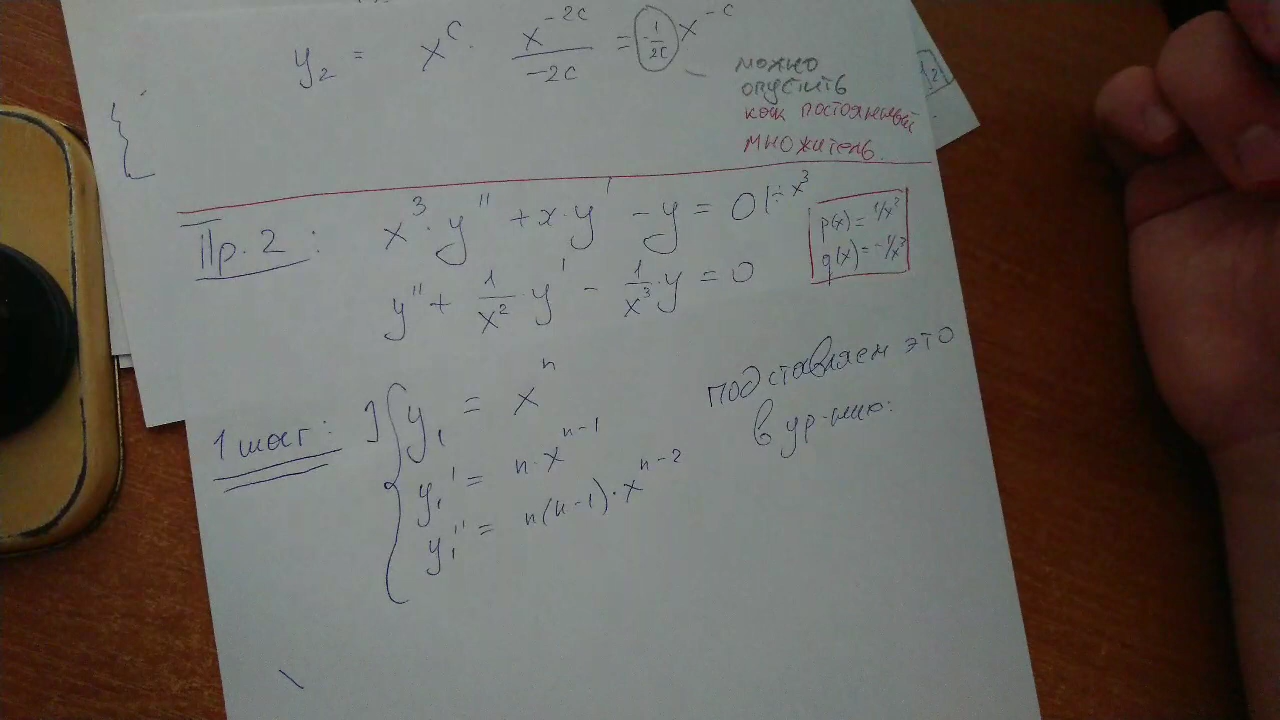 y₂ = x^c · x^(-2c)/(-2c) = -1/(2c) x^(-c)
можно
опустить
как постоянный
множитель.
Пр. 2: x³·y'' + x·y' - y = 0 |÷ x³
p(x) = 1/x²
q(x) = -1/x³
y'' + 1/x² · y' - 1/x³ · y = 0
1 шаг: ] { y₁ = x^n
y₁' = n·x^(n-1)
y₁'' = n(n-1)·x^(n-2)
подставляем это
в ур-нию: